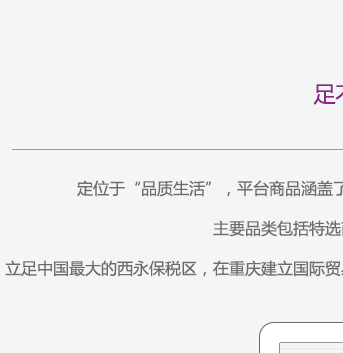 足不
定位于“品质生活”，平台商品涵盖了
主要品类包括特选
立足中国最大的西永保税区，在重庆建立国际贸易